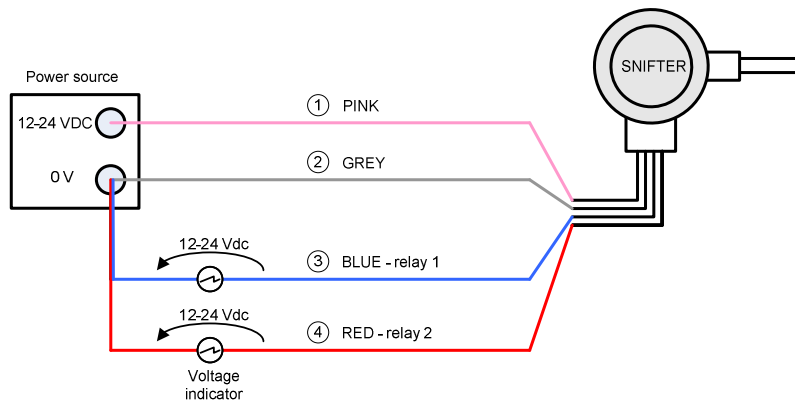 SNIFTER
Power source
12-24 VDC
1 PINK
2 GREY
0 V
12-24 Vdc
3 BLUE - relay 1
12-24 Vdc
4 RED - relay 2
Voltage
indicator